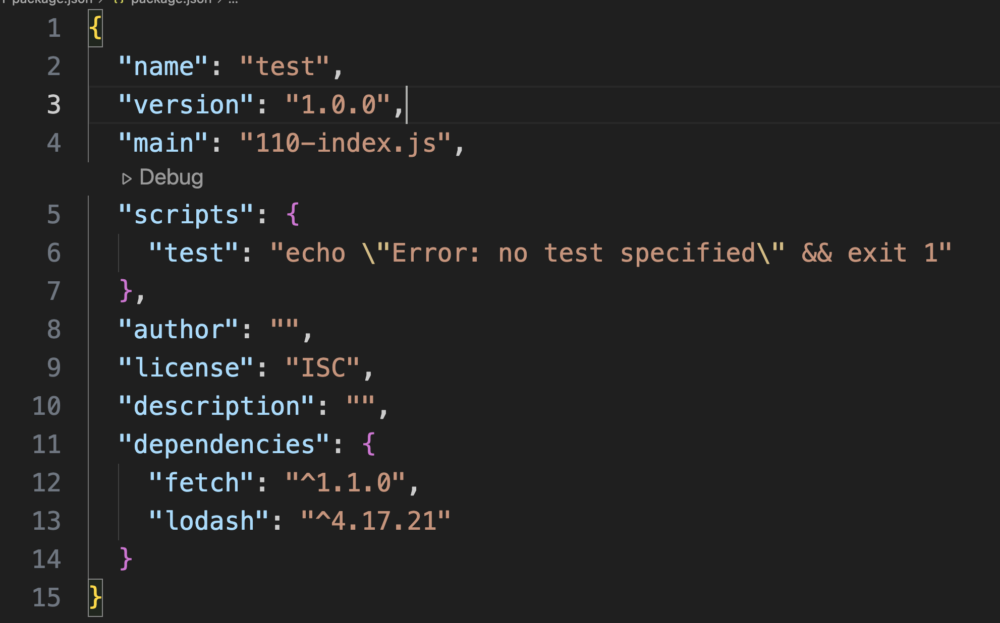 package.json > {} package.json > ...
1 {
2 "name": "test",
3 "version": "1.0.0",
4 "main": "110-index.js",
Debug
5 "scripts": {
6 "test": "echo \"Error: no test specified\" && exit 1"
7 },
8 "author": "",
9 "license": "ISC",
10 "description": "",
11 "dependencies": {
12 "fetch": "^1.1.0",
13 "lodash": "^4.17.21"
14 }
15 }